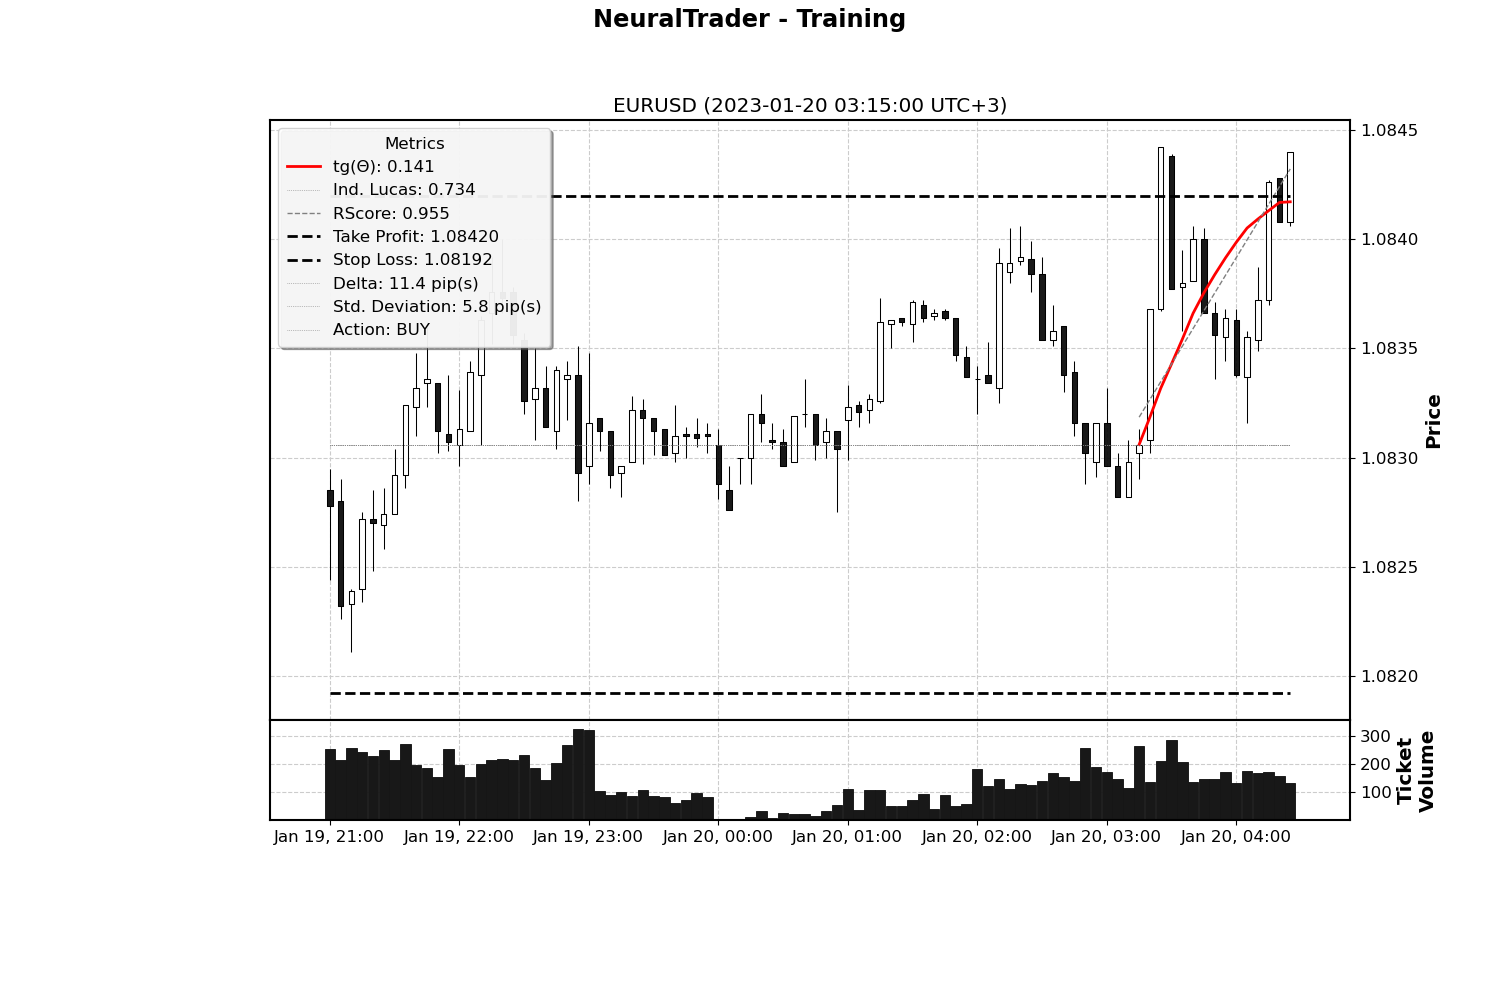 NeuralTrader - Training
EURUSD (2023-01-20 03:15:00 UTC+3)
Metrics
tg(Θ): 0.141
Ind. Lucas: 0.734
RScore: 0.955
Take Profit: 1.08420
Stop Loss: 1.08192
Delta: 11.4 pip(s)
Std. Deviation: 5.8 pip(s)
Action: BUY
1.0845
1.0840
1.0835
1.0830
1.0825
1.0820
Price
300
200
100
Ticket
Volume
Jan 19, 21:00 Jan 19, 22:00 Jan 19, 23:00 Jan 20, 00:00 Jan 20, 01:00 Jan 20, 02:00 Jan 20, 03:00 Jan 20, 04:00